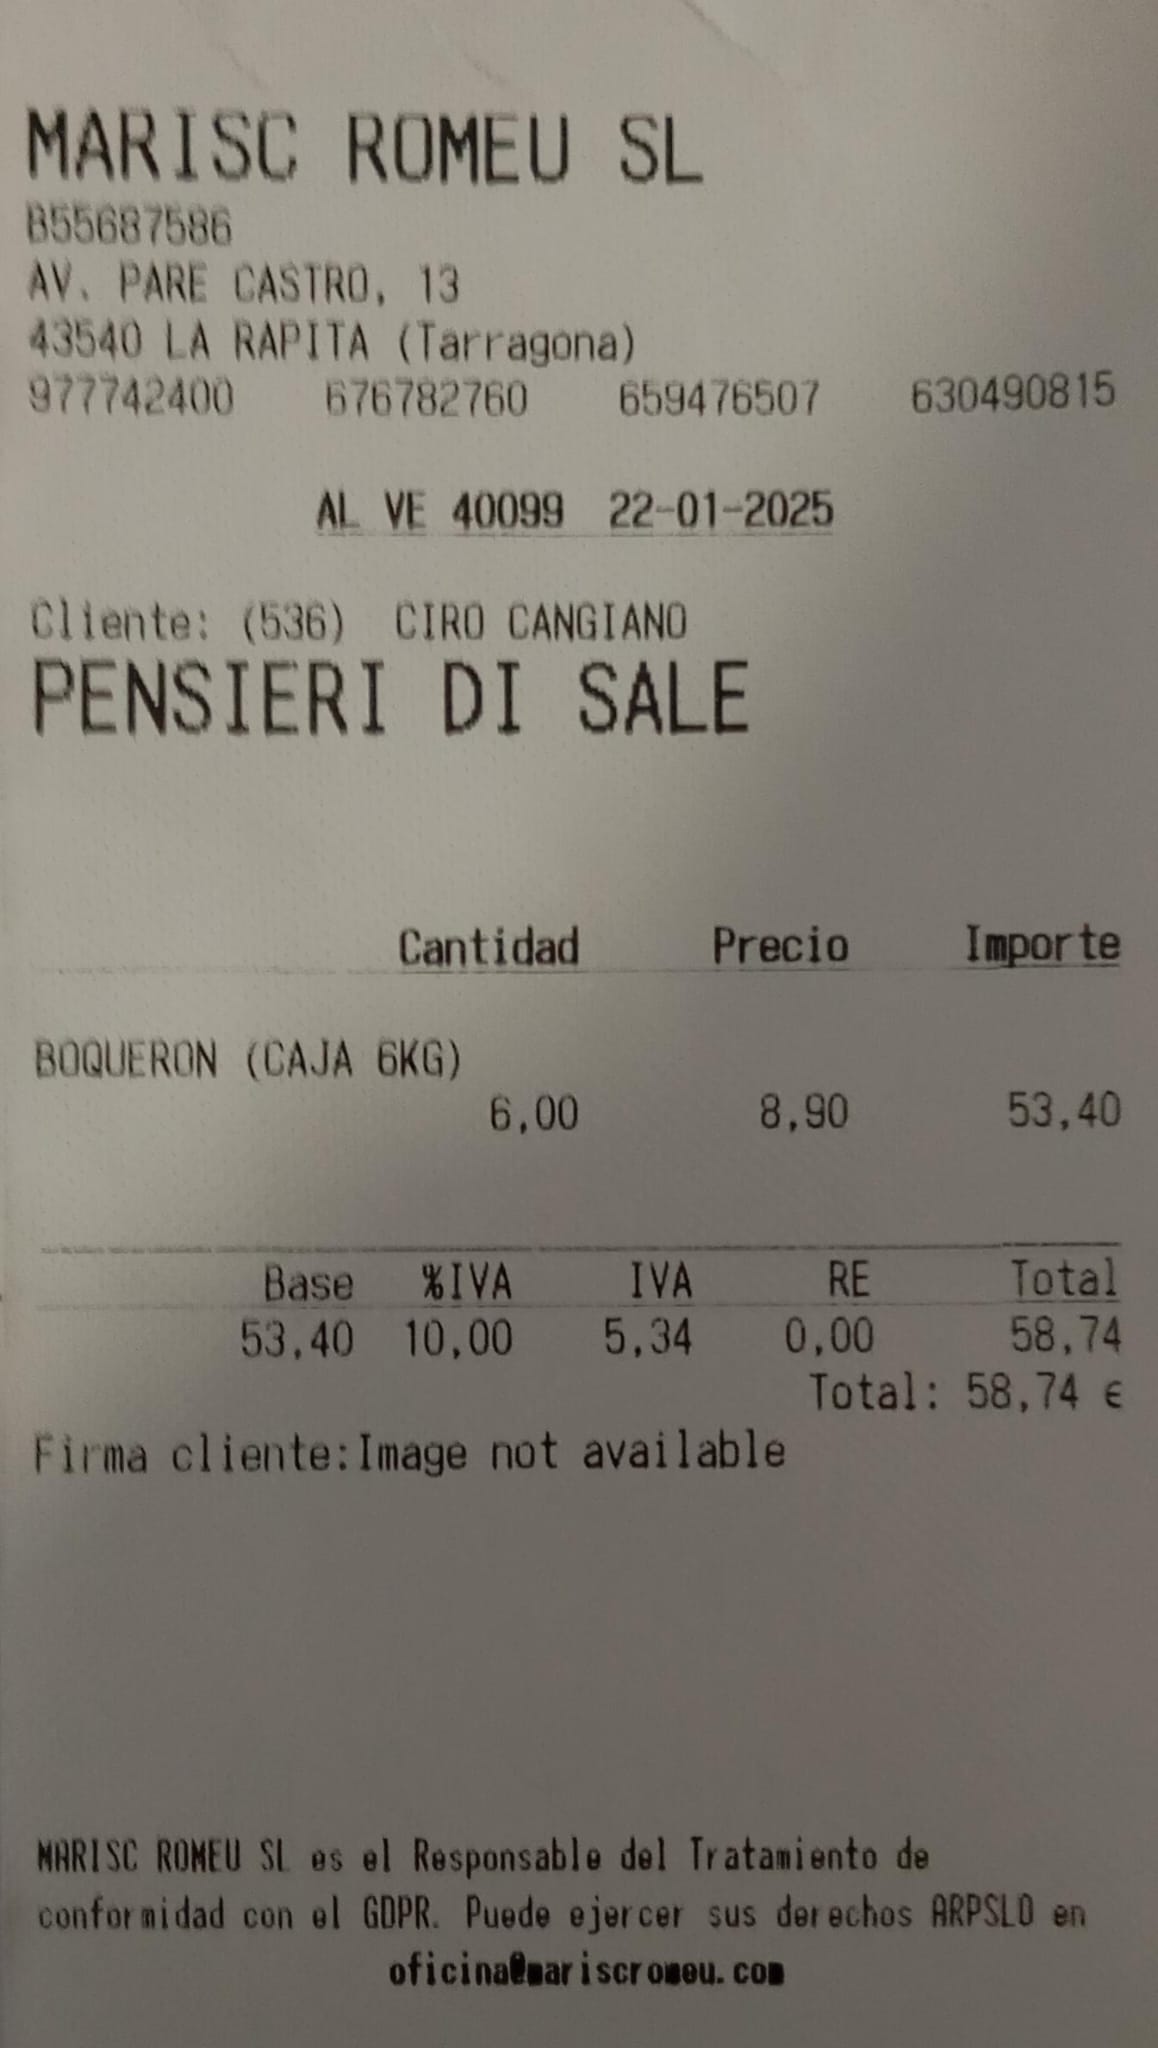 MARISC ROMEU SL
B55687586
AV. PARE CASTRO, 13
43540 LA RAPITA (Tarragona)
977742400 676782760 659476507 630490815
AL VE 40099 22-01-2025
Cliente: (536) CIRO CANGIANO
PENSIERI DI SALE
Cantidad Precio Importe
BOQUERON (CAJA 6KG)
6,00 8,90 53,40
Base %IVA IVA RE Total
53,40 10,00 5,34 0,00 58,74
Total: 58,74 €
Firma cliente:Image not available
MARISC ROMEU SL es el Responsable del Tratamiento de
conformidad con el GDPR. Puede ejercer sus derechos ARPSLO en
oficina@mariscromeu.com